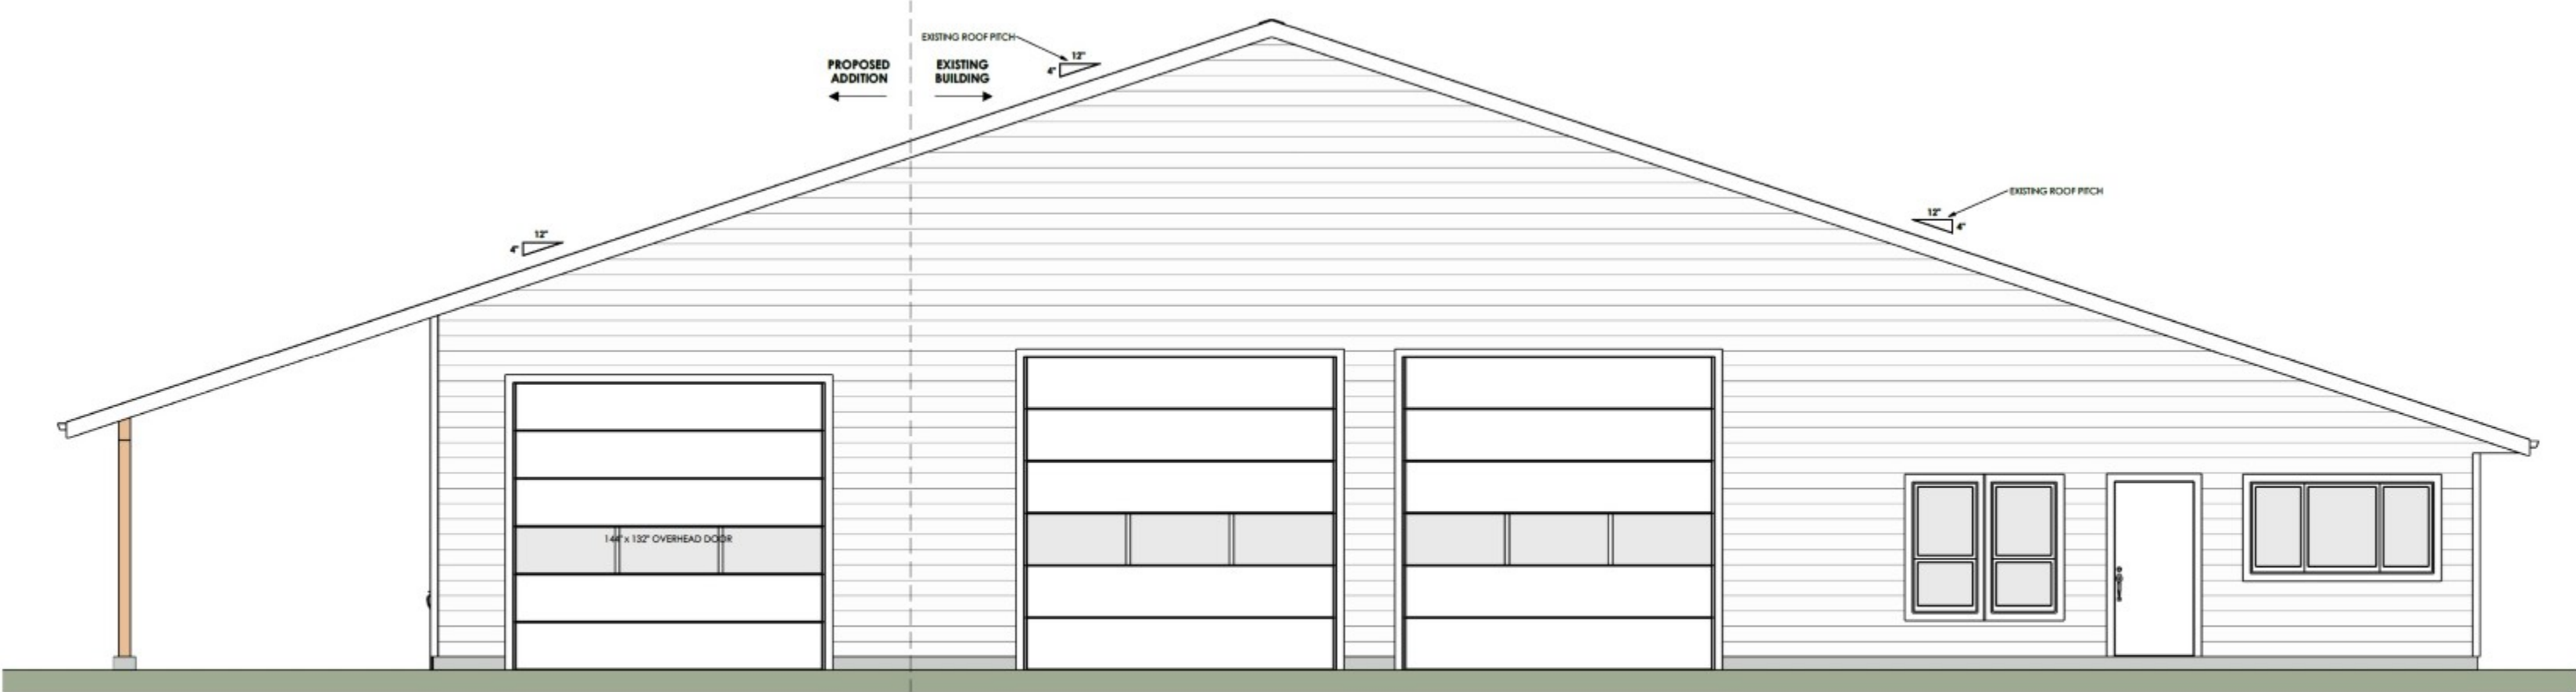 EXISTING ROOF PITCH
12"
4"
PROPOSED
ADDITION
EXISTING
BUILDING
EXISTING ROOF PITCH
12"
4"
12"
4"
144" x 132" OVERHEAD DOOR